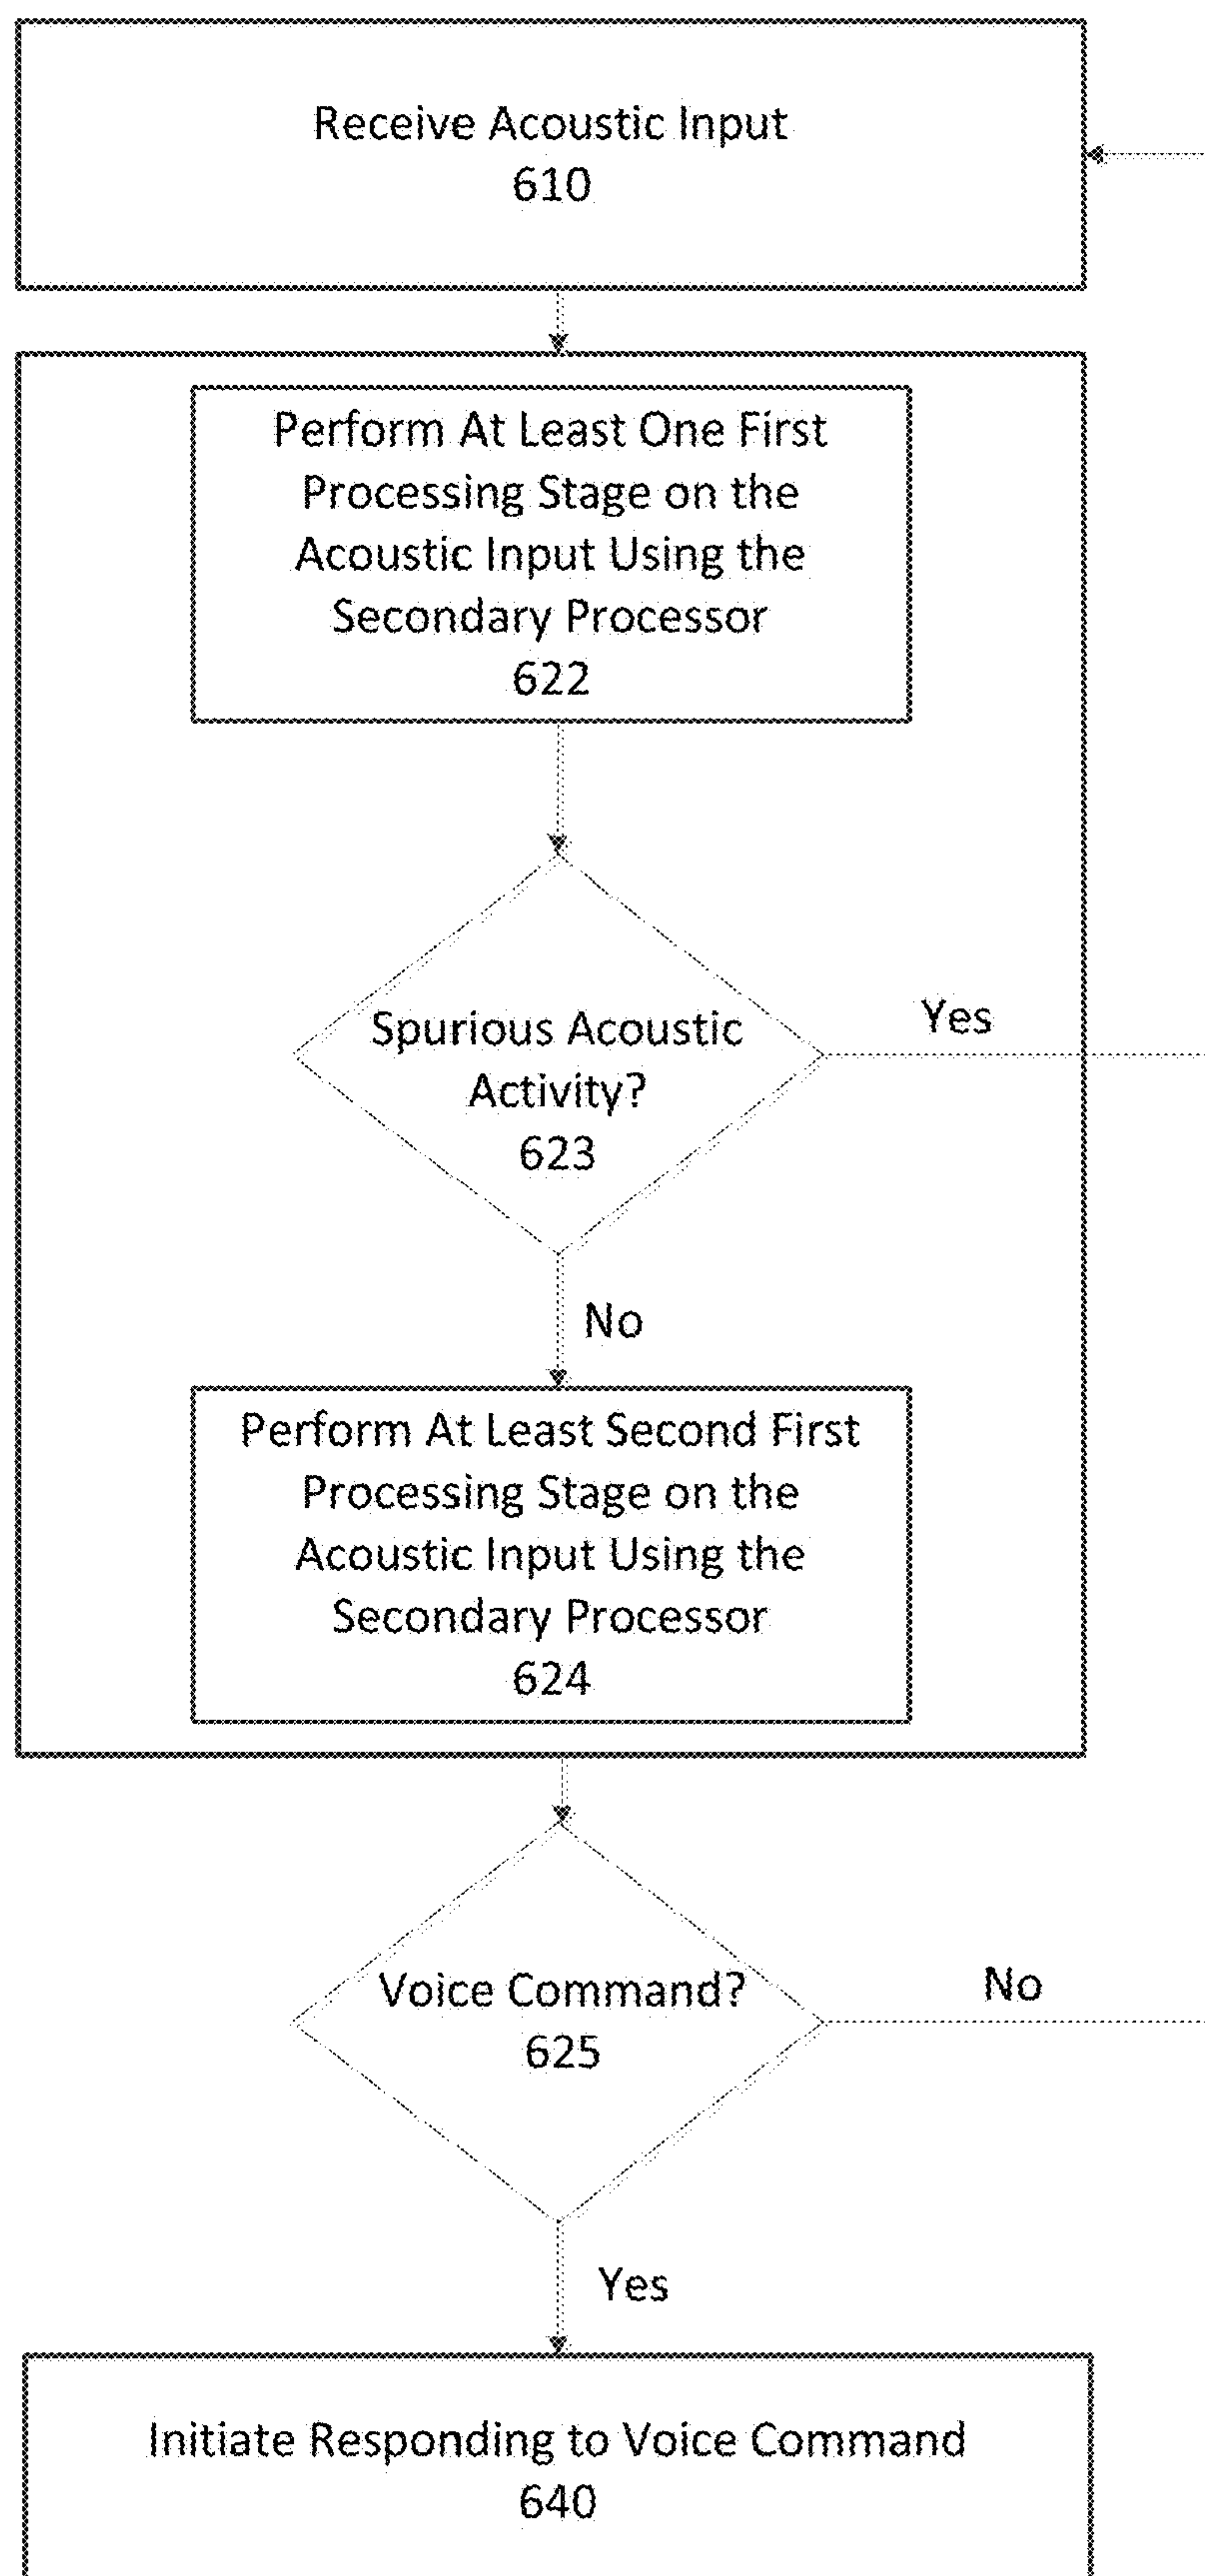 Receive Acoustic Input
610
Perform At Least One First
Processing Stage on the
Acoustic Input Using the
Secondary Processor
622
Spurious Acoustic
Activity?
623
Yes
No
Perform At Least Second First
Processing Stage on the
Acoustic Input Using the
Secondary Processor
624
Voice Command?
625
No
Yes
Initiate Responding to Voice Command
640